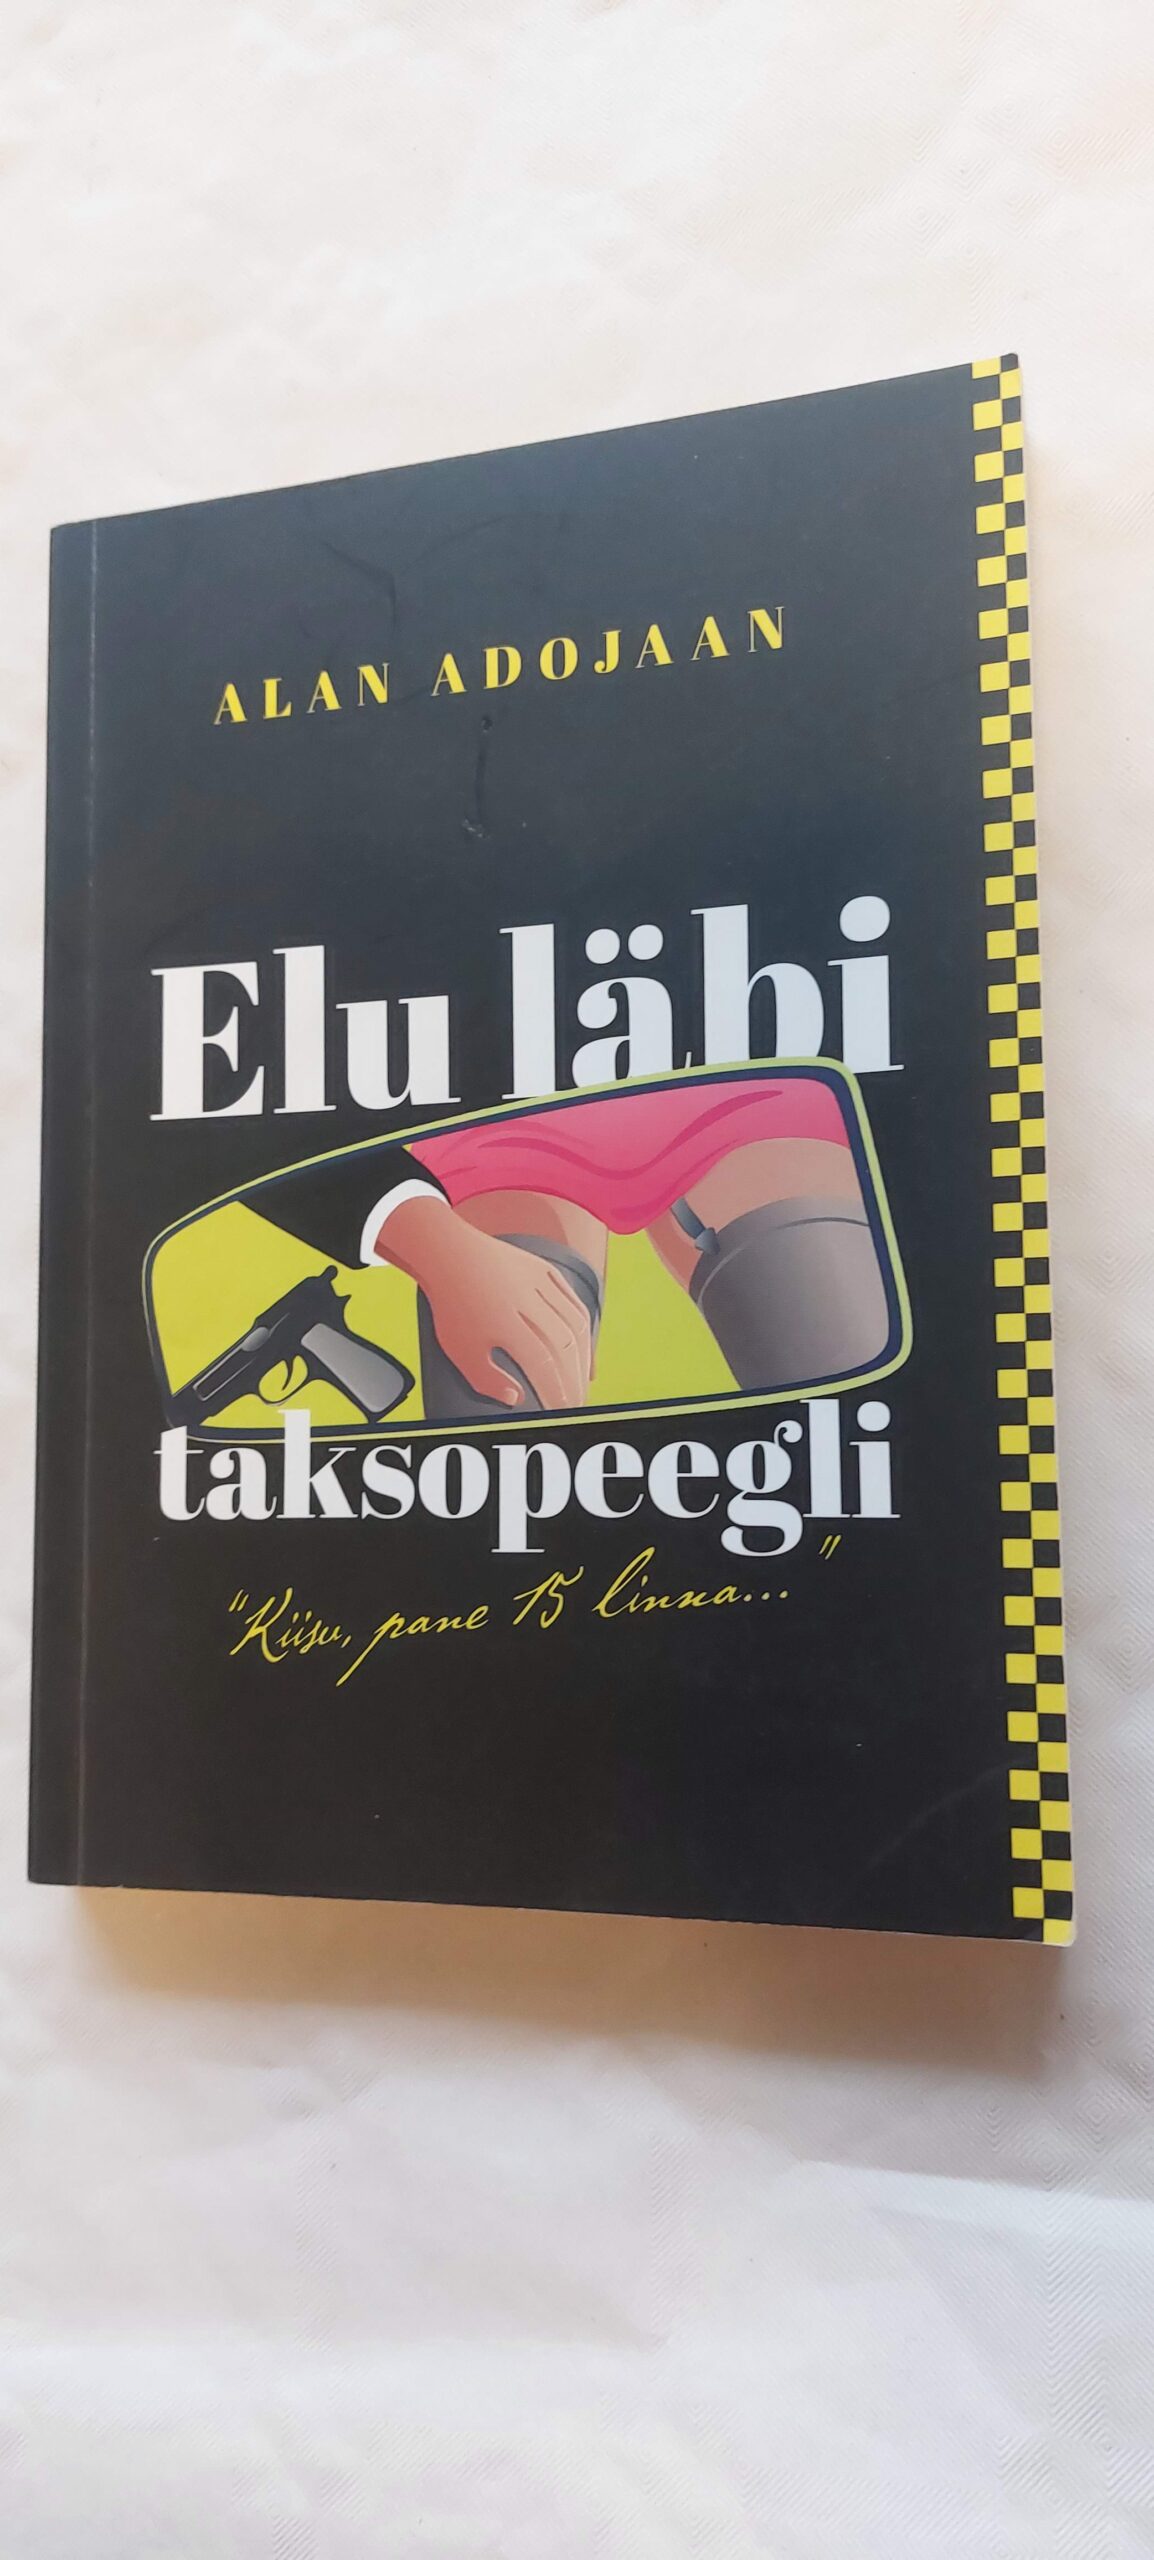 ALAN ADOJAAN
Elu läbi
taksopeegli
"Kiisu, pane 15 linna..."